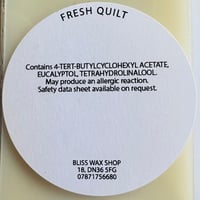 FRESH QUILT
Contains 4-TERT-BUTYLCYCLOHEXYL ACETATE,
EUCALYPTOL, TETRAHYDROLINALOOL.
May produce an allergic reaction.
Safety data sheet available on request.
BLISS WAX SHOP
18, DN36 5FG
07871756680